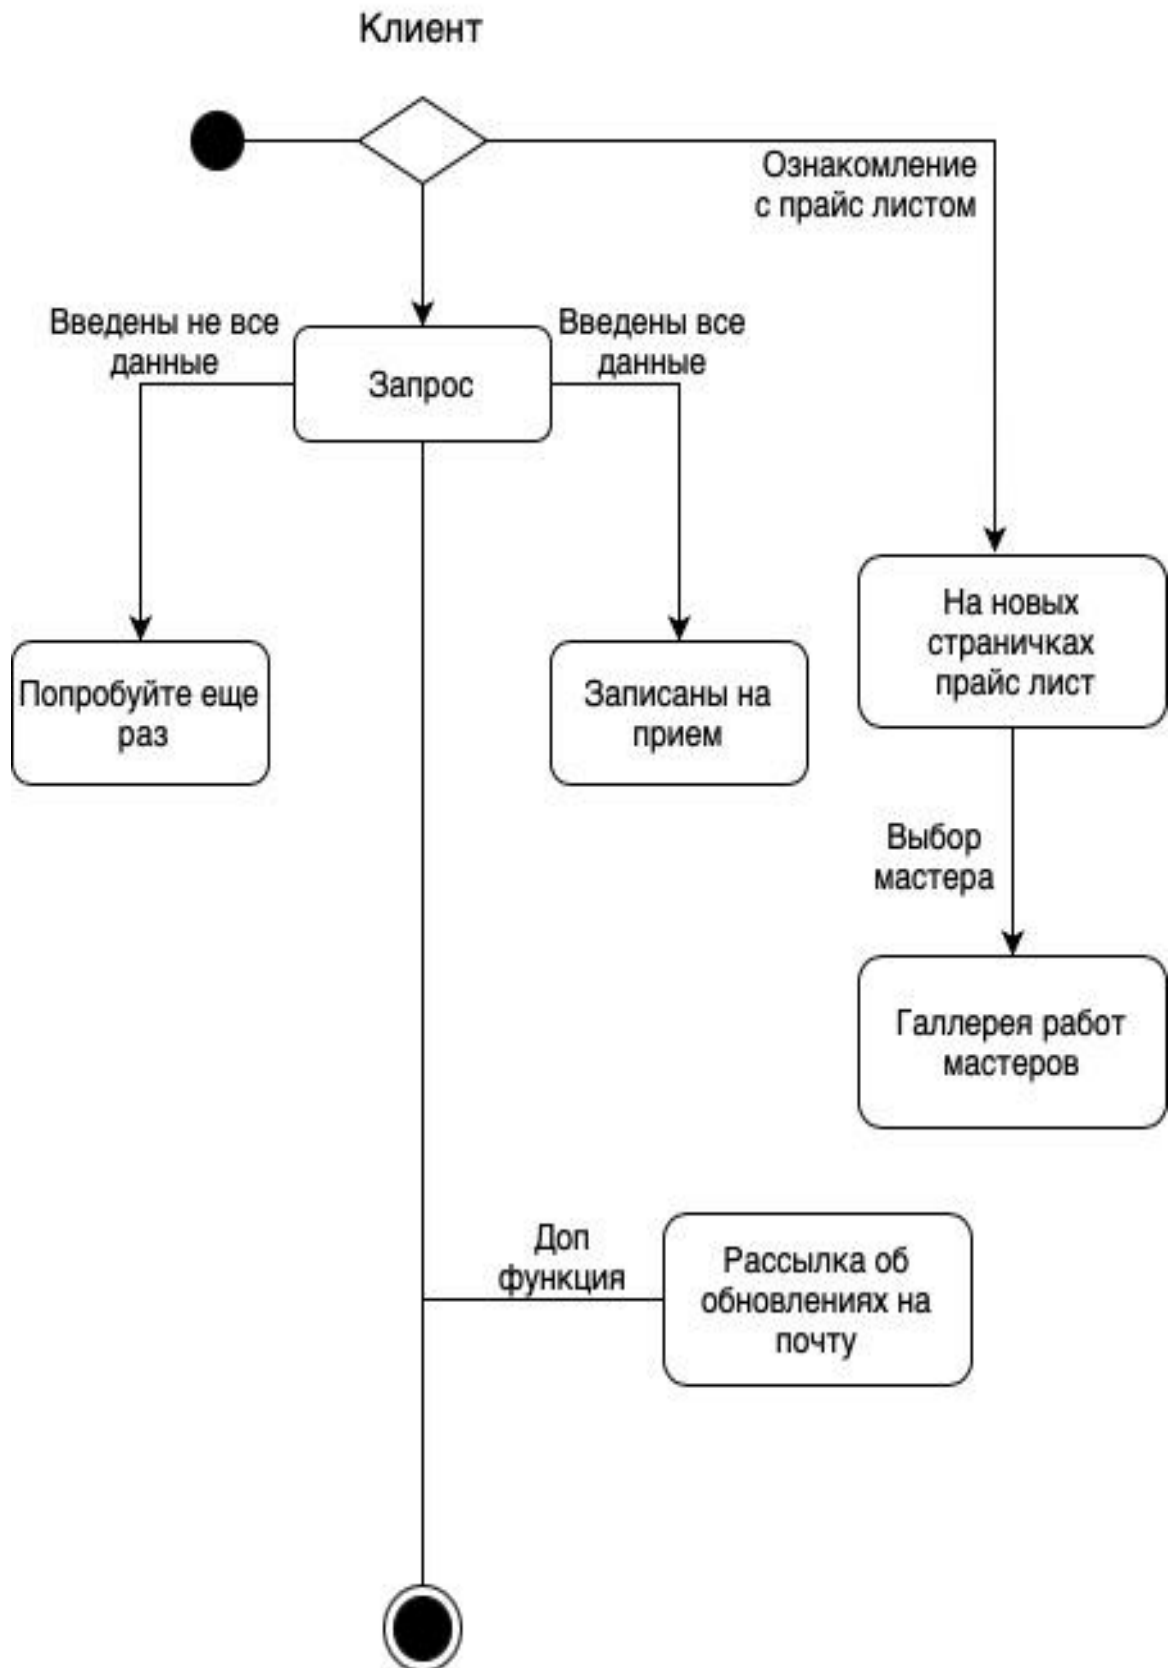 Клиент
Ознакомление
с прайс листом
Введены не все
данные
Введены все
данные
Запрос
Попробуйте еще
раз
Записаны на
прием
На новых
страничках
прайс лист
Выбор
мастера
Галлерея работ
мастеров
Доп
функция
Рассылка об
обновлениях на
почту